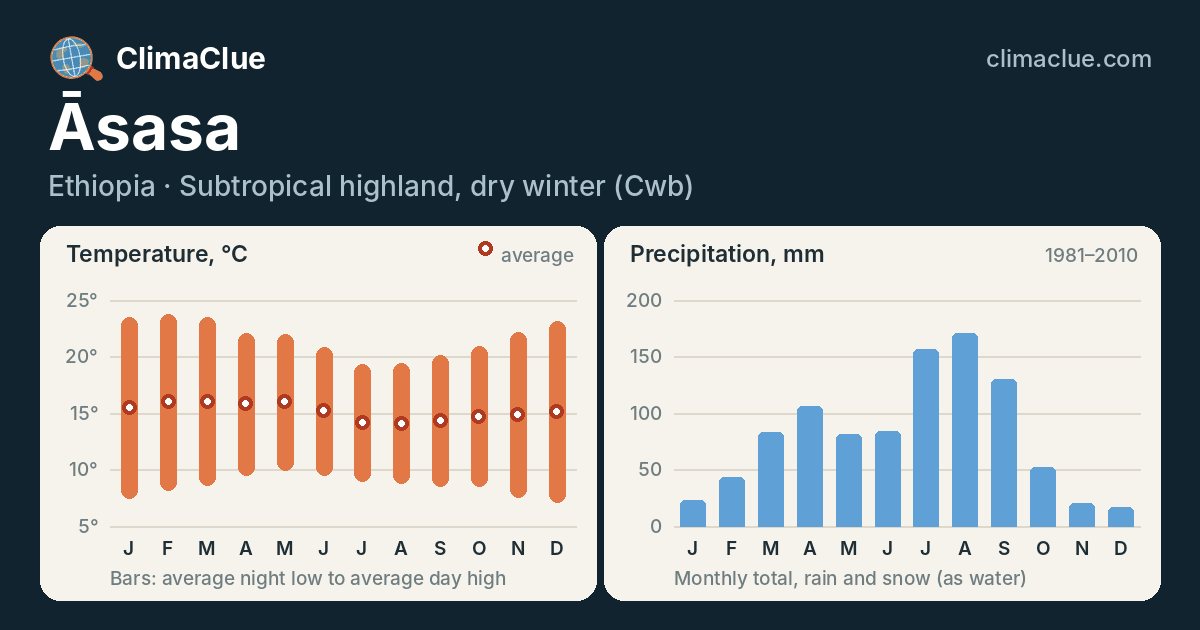 ClimaClue
climaclue.com
Āsasa
Ethiopia · Subtropical highland, dry winter (Cwb)
Temperature, °C
average
25°
20°
15°
10°
5°
J F M A M J J A S O N D
Bars: average night low to average day high
Precipitation, mm
1981–2010
200
150
100
50
0
J F M A M J J A S O N D
Monthly total, rain and snow (as water)